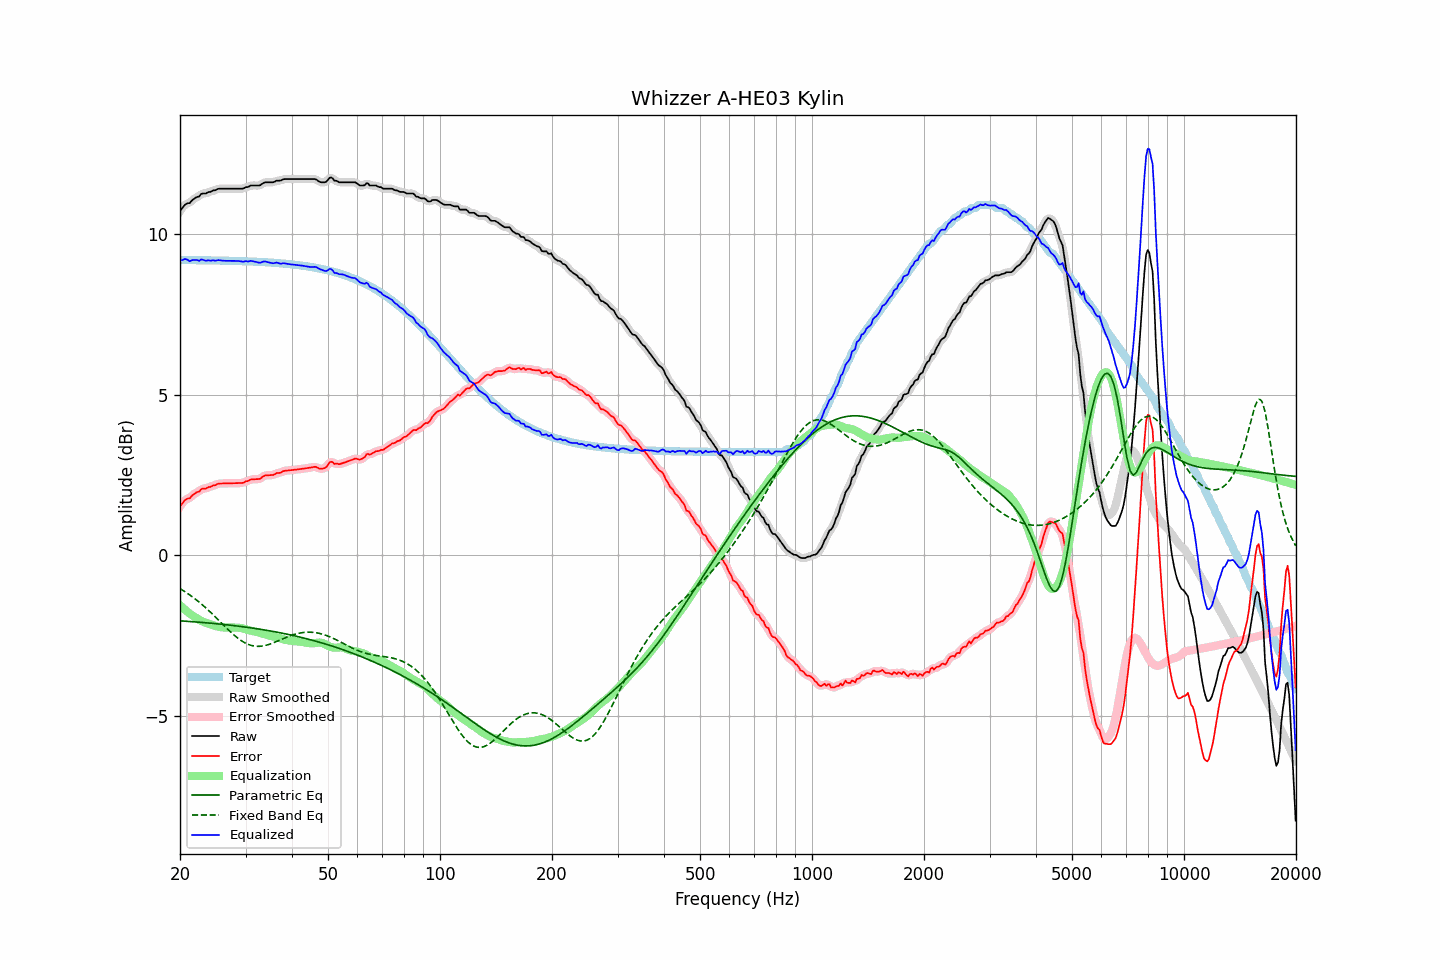 Whizzer A-HE03 Kylin
Amplitude (dBr)
10
5
0
−5
Target
Raw Smoothed
Error Smoothed
Raw
Error
Equalization
Parametric Eq
Fixed Band Eq
Equalized
20 50 100 200 500 1000 2000 5000 10000 20000
Frequency (Hz)